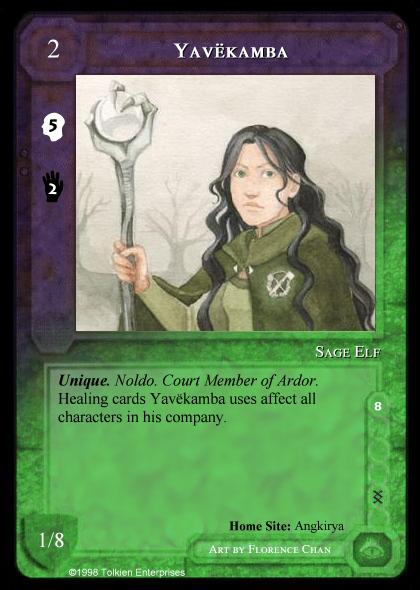 2
YAVËKAMBA
5
2
SAGE ELF
Unique. Noldo. Court Member of Ardor.
Healing cards Yavëkamba uses affect all
characters in his company.
8
Home Site: Angkirya
1/8
ART BY FLORENCE CHAN
©1998 Tolkien Enterprises